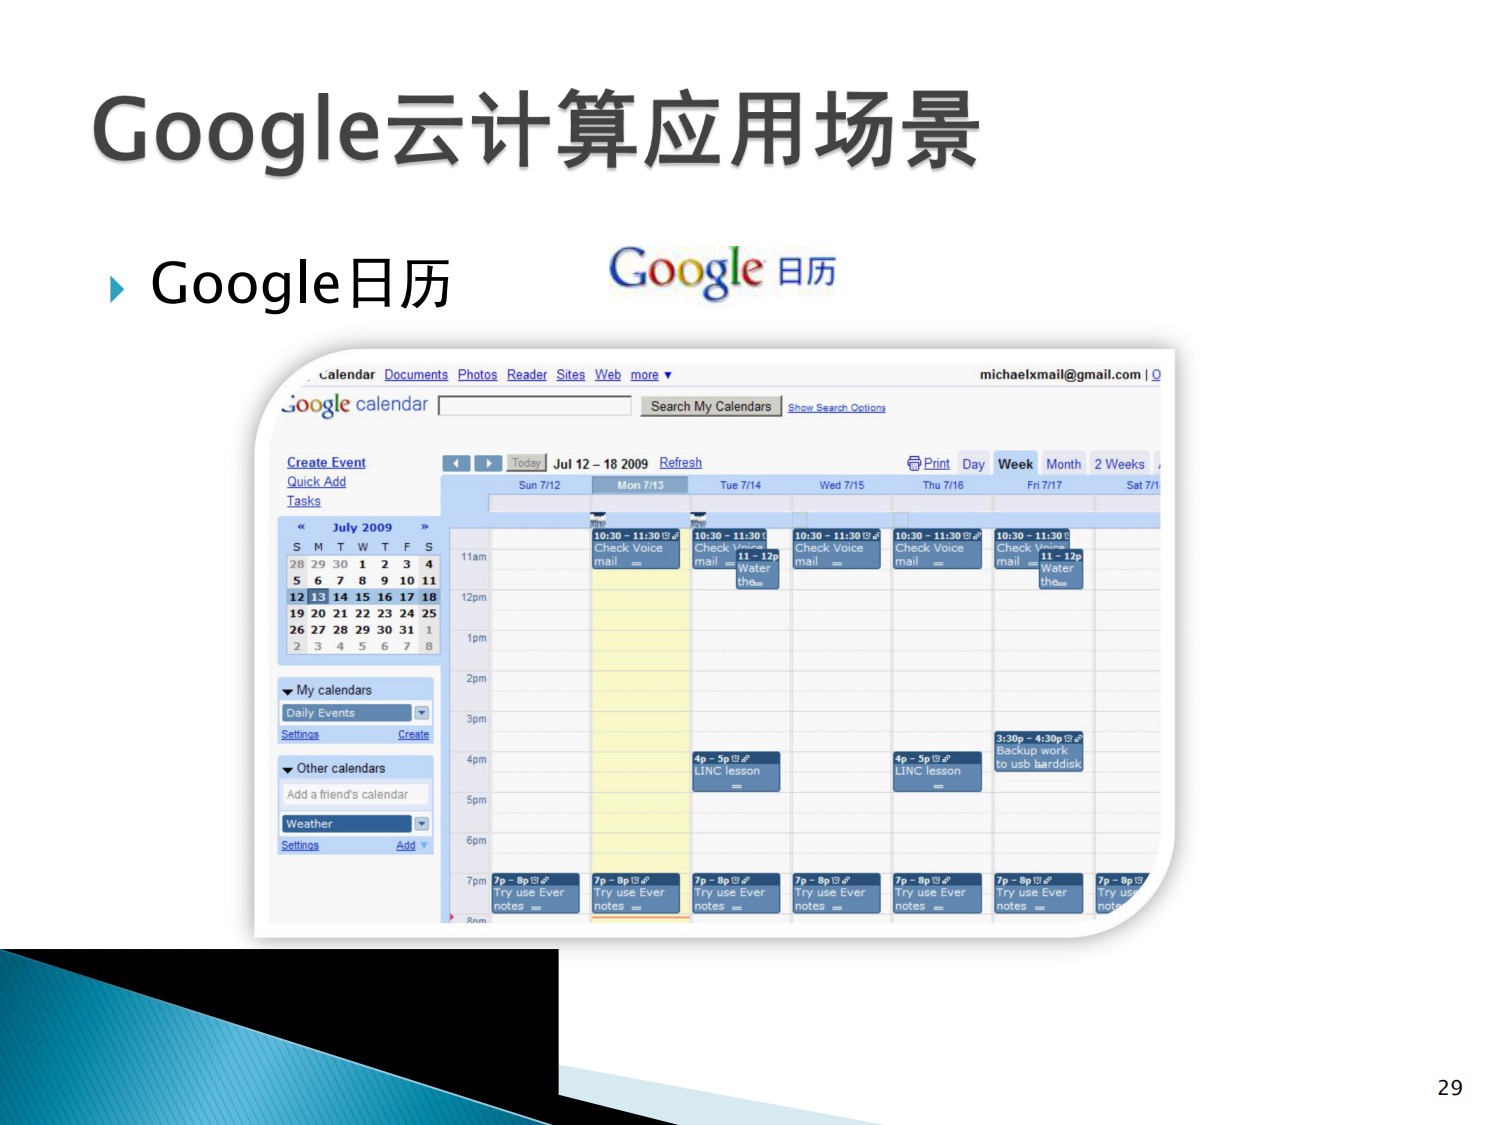 Google云计算应用场景
Google日历
Google 日历
Calendar Documents Photos Reader Sites Web more ▼ michaelxmail@gmail.com |
Google calendar Search My Calendars Show Search Options
Create Event
Quick Add
Tasks
Today Jul 12 – 18 2009 Refresh Print Day Week Month 2 Weeks
Sun 7/12 Mon 7/13 Tue 7/14 Wed 7/15 Thu 7/16 Fri 7/17 Sat 7/1
« July 2009 »
S M T W T F S
28 29 30 1 2 3 4
5 6 7 8 9 10 11
12 13 14 15 16 17 18
19 20 21 22 23 24 25
26 27 28 29 30 31 1
2 3 4 5 6 7 8
My calendars
Daily Events
Settings Create
Other calendars
Add a friend's calendar
Weather
Settings Add ▼
10:30 – 11:30 10:30 – 11:30 10:30 – 11:30 10:30 – 11:30 10:30 – 11:30
11am Check Voice Check Voice Check Voice Check Voice Check Voice
mail mail mail mail mail
11 – 12p 11 – 12p
Water Water
the the
12pm
1pm
2pm
3pm
3:30p – 4:30p
Backup work
to usb harddisk
4pm 4p – 5p 4p – 5p
LINC lesson LINC lesson
5pm
6pm
7pm 7p – 8p 7p – 8p 7p – 8p 7p – 8p 7p – 8p 7p – 8p 7p – 8p
Try use Ever Try use Ever Try use Ever Try use Ever Try use Ever Try use Ever Try use
notes notes notes notes notes notes note
8pm
29